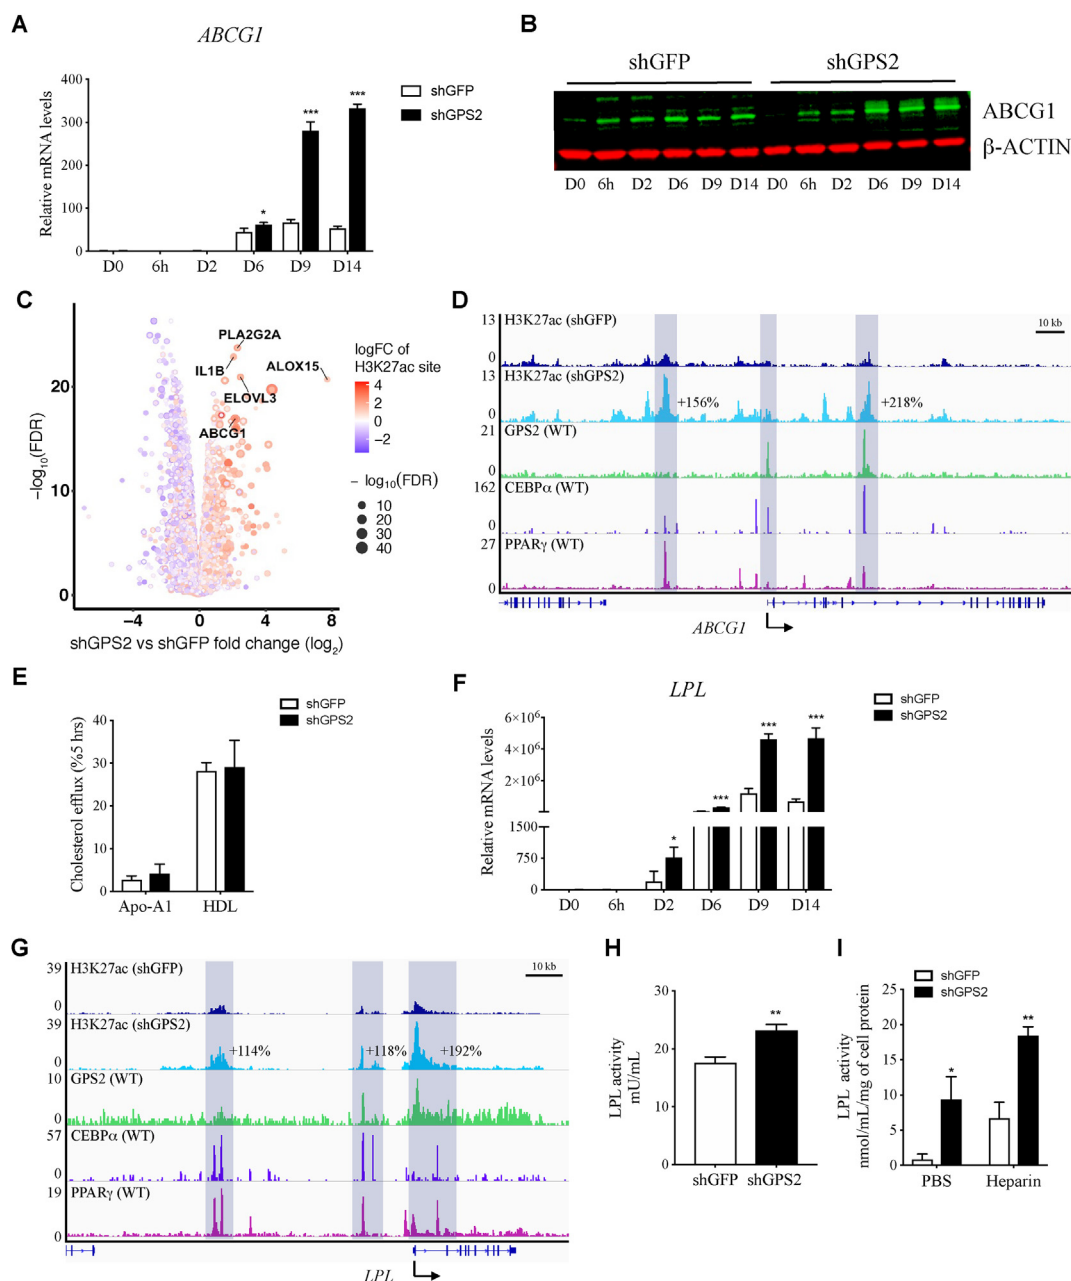 A
ABCG1
Relative mRNA levels
400
300
200
100
0
*
***
***
shGFP
shGPS2
D0 6h D2 D6 D9 D14
B
shGFP shGPS2
ABCG1
β-ACTIN
D0 6h D2 D6 D9 D14 D0 6h D2 D6 D9 D14
C
PLA2G2A
IL1B
ALOX15
ELOVL3
ABCG1
−log10(FDR)
20
10
0
−4 0 4 8
shGPS2 vs shGFP fold change (log2)
logFC of
H3K27ac site
4
2
0
−2
− log10(FDR)
10
20
30
40
D
13 H3K27ac (shGFP)
10 kb
0
13 H3K27ac (shGPS2)
+156% +218%
0
21 GPS2 (WT)
0
162 CEBPα (WT)
0
27 PPARγ (WT)
0
ABCG1
E
shGFP
shGPS2
Cholesterol efflux (%5 hrs)
40
30
20
10
0
Apo-A1 HDL
F
LPL
shGFP
shGPS2
Relative mRNA levels
6×10⁶
4×10⁶
2×10⁶
1500
750
0
*
***
***
***
D0 6h D2 D6 D9 D14
G
39 H3K27ac (shGFP)
10 kb
0
39 H3K27ac (shGPS2)
+114% +118% +192%
0
10 GPS2 (WT)
0
57 CEBPα (WT)
0
19 PPARγ (WT)
0
LPL
H
LPL activity
mU/mL
30
20
10
0
**
shGFP shGPS2
I
shGFP
shGPS2
LPL activity
nmol/mL/mg of cell protein
25
20
15
10
5
0
*
**
PBS Heparin